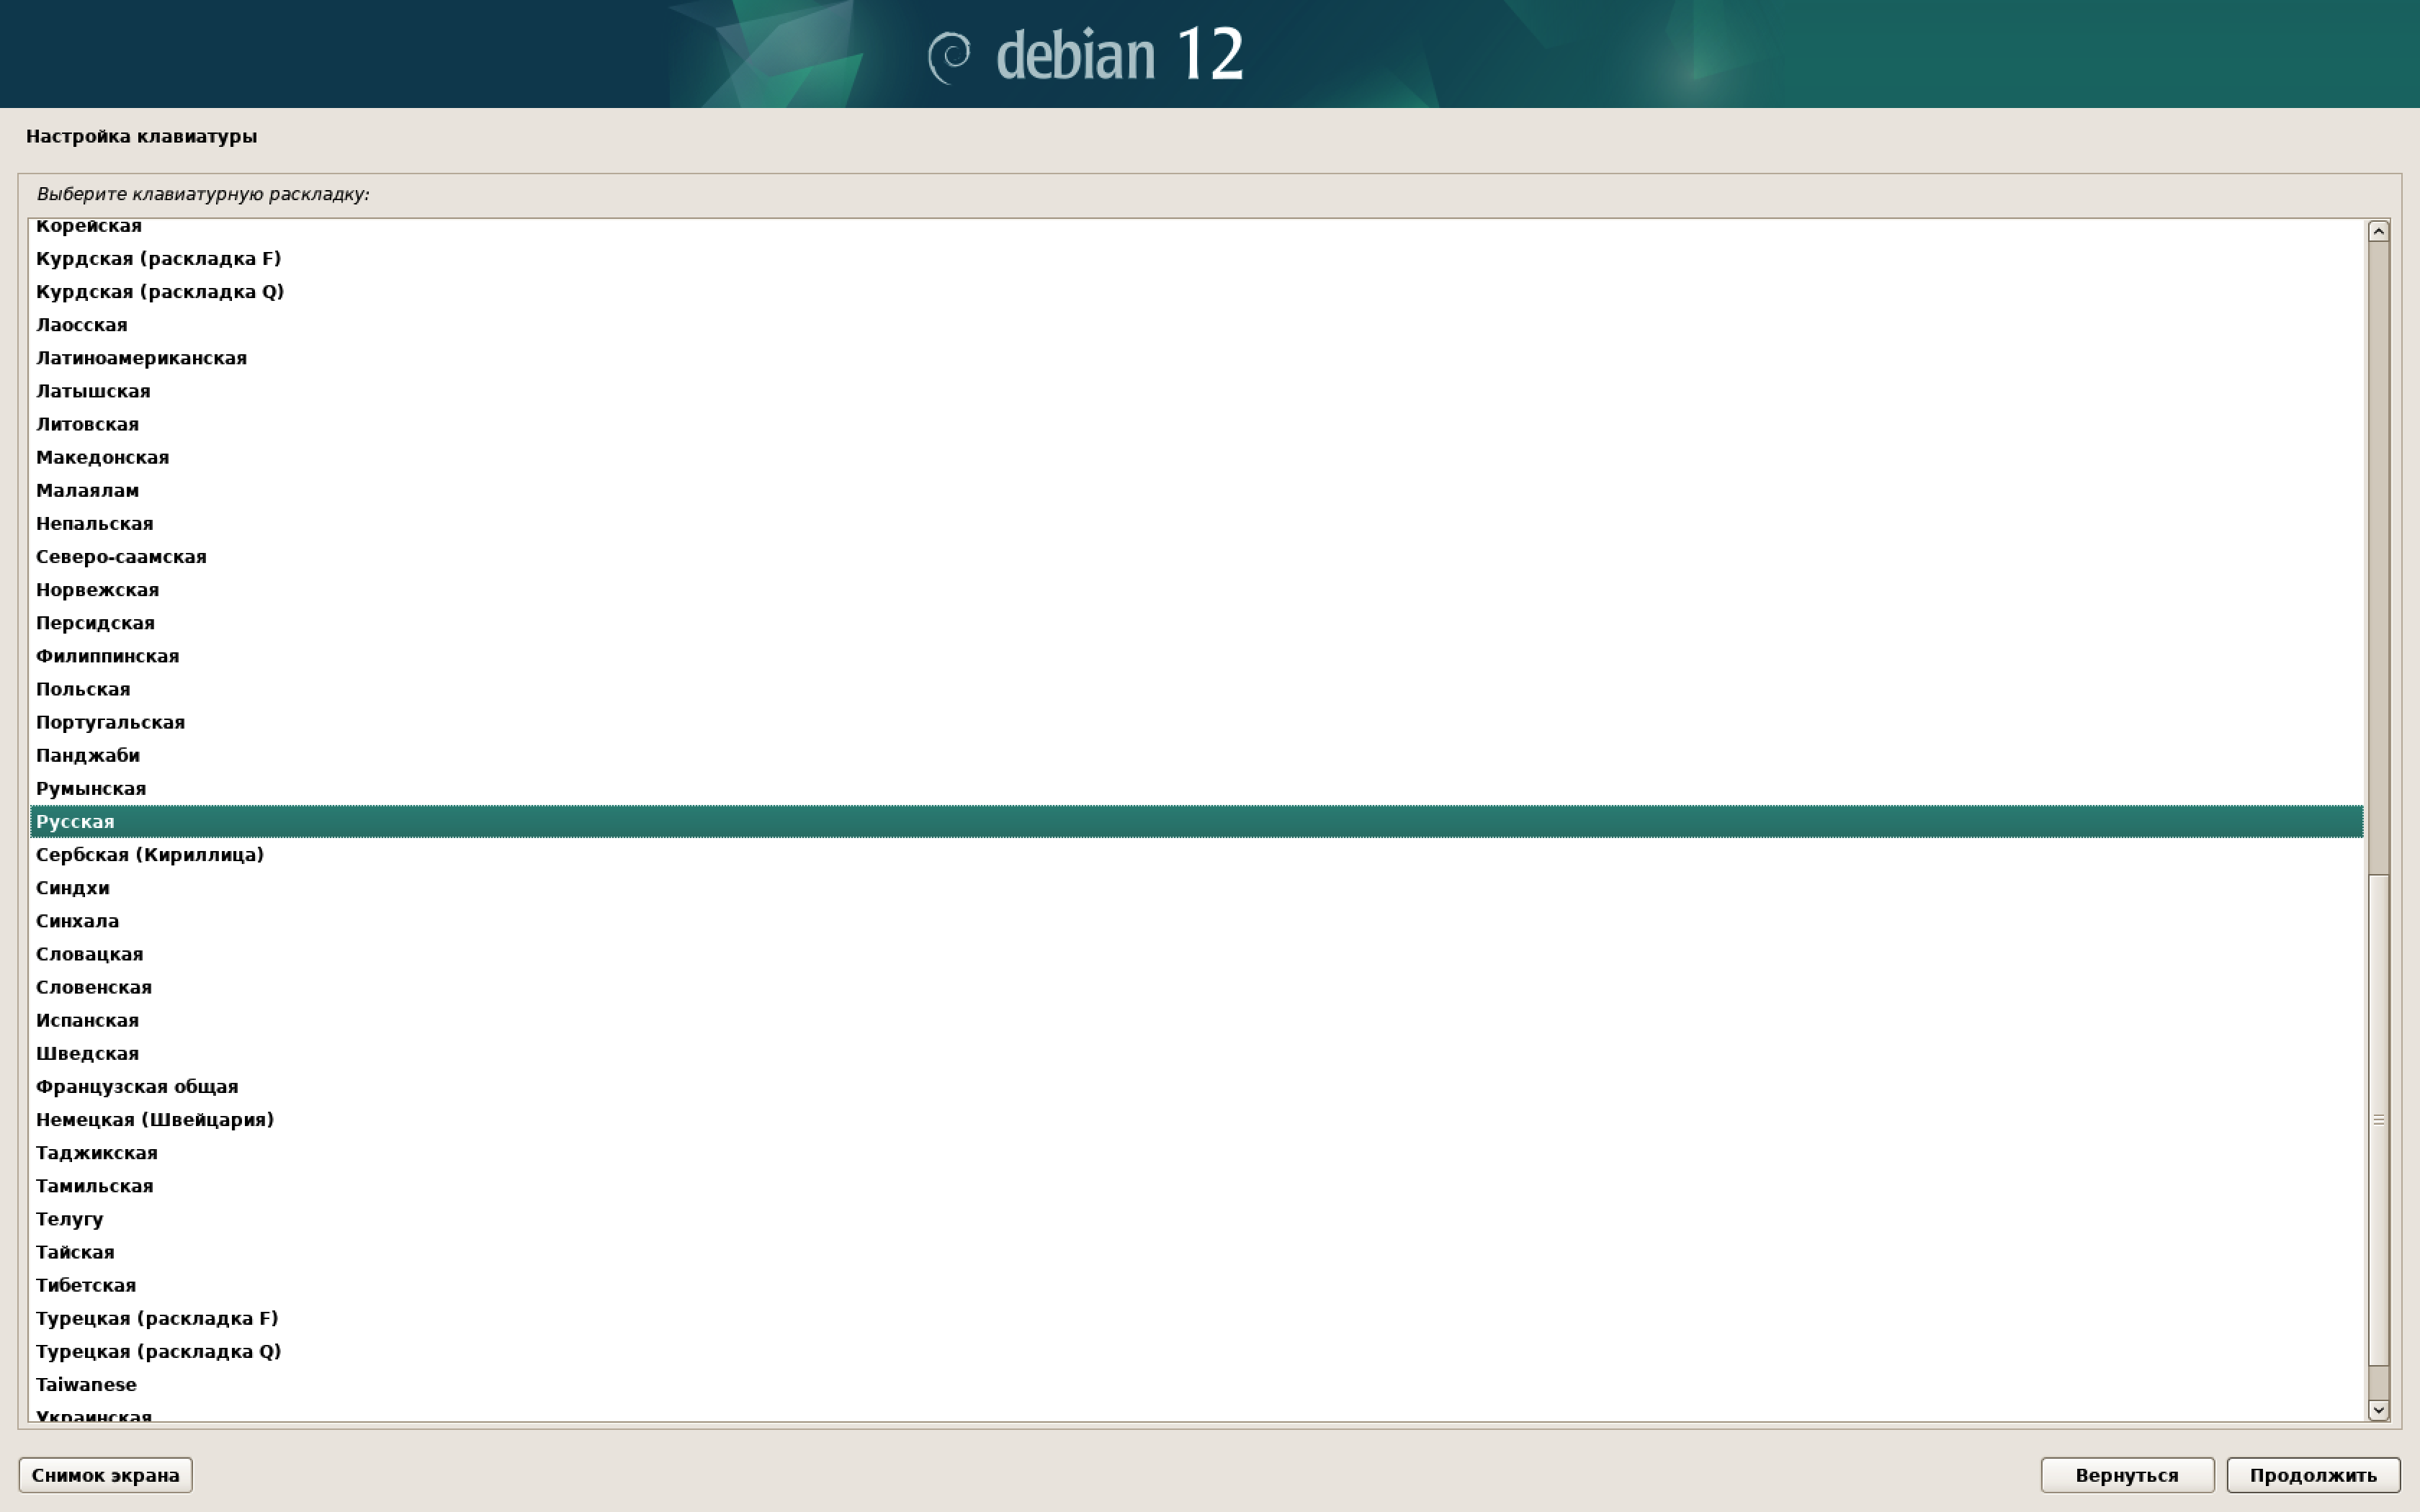 debian 12
Настройка клавиатуры
Выберите клавиатурную раскладку:
Корейская
Курдская (раскладка F)
Курдская (раскладка Q)
Лаосская
Латиноамериканская
Латышская
Литовская
Македонская
Малаялам
Непальская
Северо-саамская
Норвежская
Персидская
Филиппинская
Польская
Португальская
Панджаби
Румынская
Русская
Сербская (Кириллица)
Синдхи
Синхала
Словацкая
Словенская
Испанская
Шведская
Французская общая
Немецкая (Швейцария)
Таджикская
Тамильская
Телугу
Тайская
Тибетская
Турецкая (раскладка F)
Турецкая (раскладка Q)
Taiwanese
Украинская
Снимок экрана
Вернуться
Продолжить